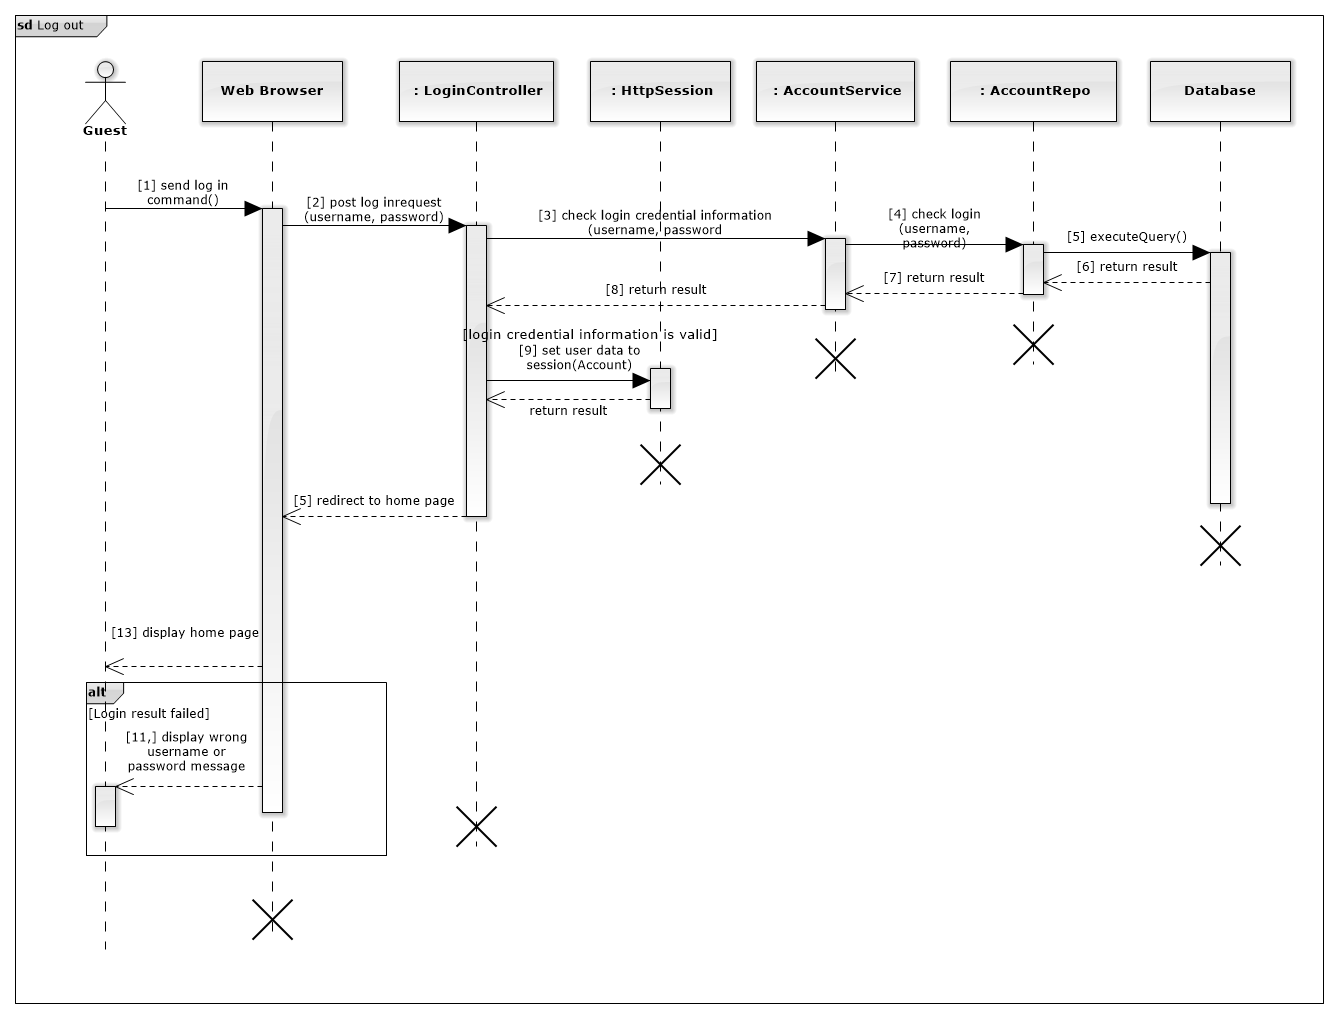 sd Log out
Guest
Web Browser
: LoginController
: HttpSession
: AccountService
: AccountRepo
Database
[1] send log in
command()
[2] post log inrequest
(username, password)
[3] check login credential information
(username, password
[4] check login
(username,
password)
[5] executeQuery()
[6] return result
[7] return result
[8] return result
[login credential information is valid]
[9] set user data to
session(Account)
return result
[5] redirect to home page
[13] display home page
alt
[Login result failed]
[11,] display wrong
username or
password message